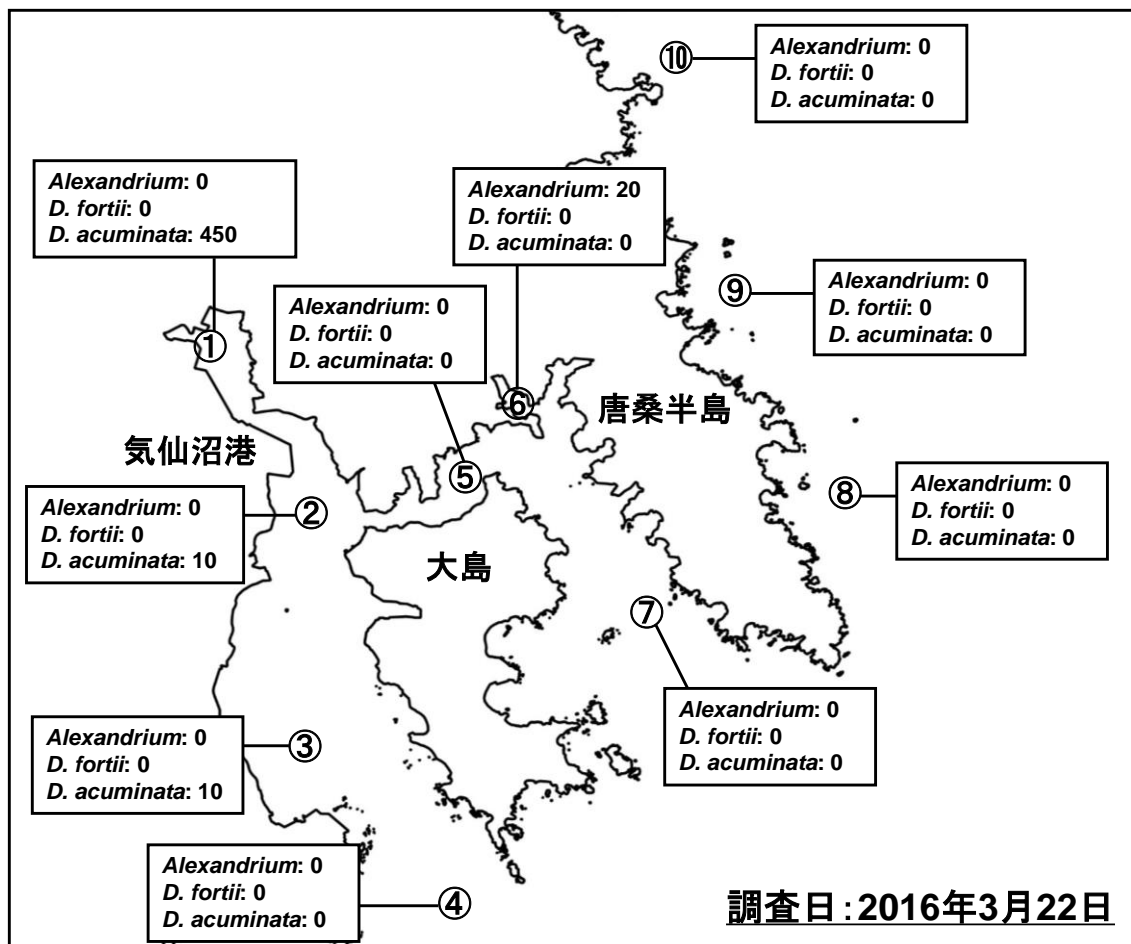 ⑩
Alexandrium: 0
D. fortii: 0
D. acuminata: 0
Alexandrium: 0
D. fortii: 0
D. acuminata: 450
①
Alexandrium: 20
D. fortii: 0
D. acuminata: 0
⑥
Alexandrium: 0
D. fortii: 0
D. acuminata: 0
⑤
⑨
Alexandrium: 0
D. fortii: 0
D. acuminata: 0
唐桑半島
気仙沼港
Alexandrium: 0
D. fortii: 0
D. acuminata: 10
②
大島
⑧
Alexandrium: 0
D. fortii: 0
D. acuminata: 0
⑦
Alexandrium: 0
D. fortii: 0
D. acuminata: 0
Alexandrium: 0
D. fortii: 0
D. acuminata: 10
③
Alexandrium: 0
D. fortii: 0
D. acuminata: 0
④
調査日:2016年3月22日